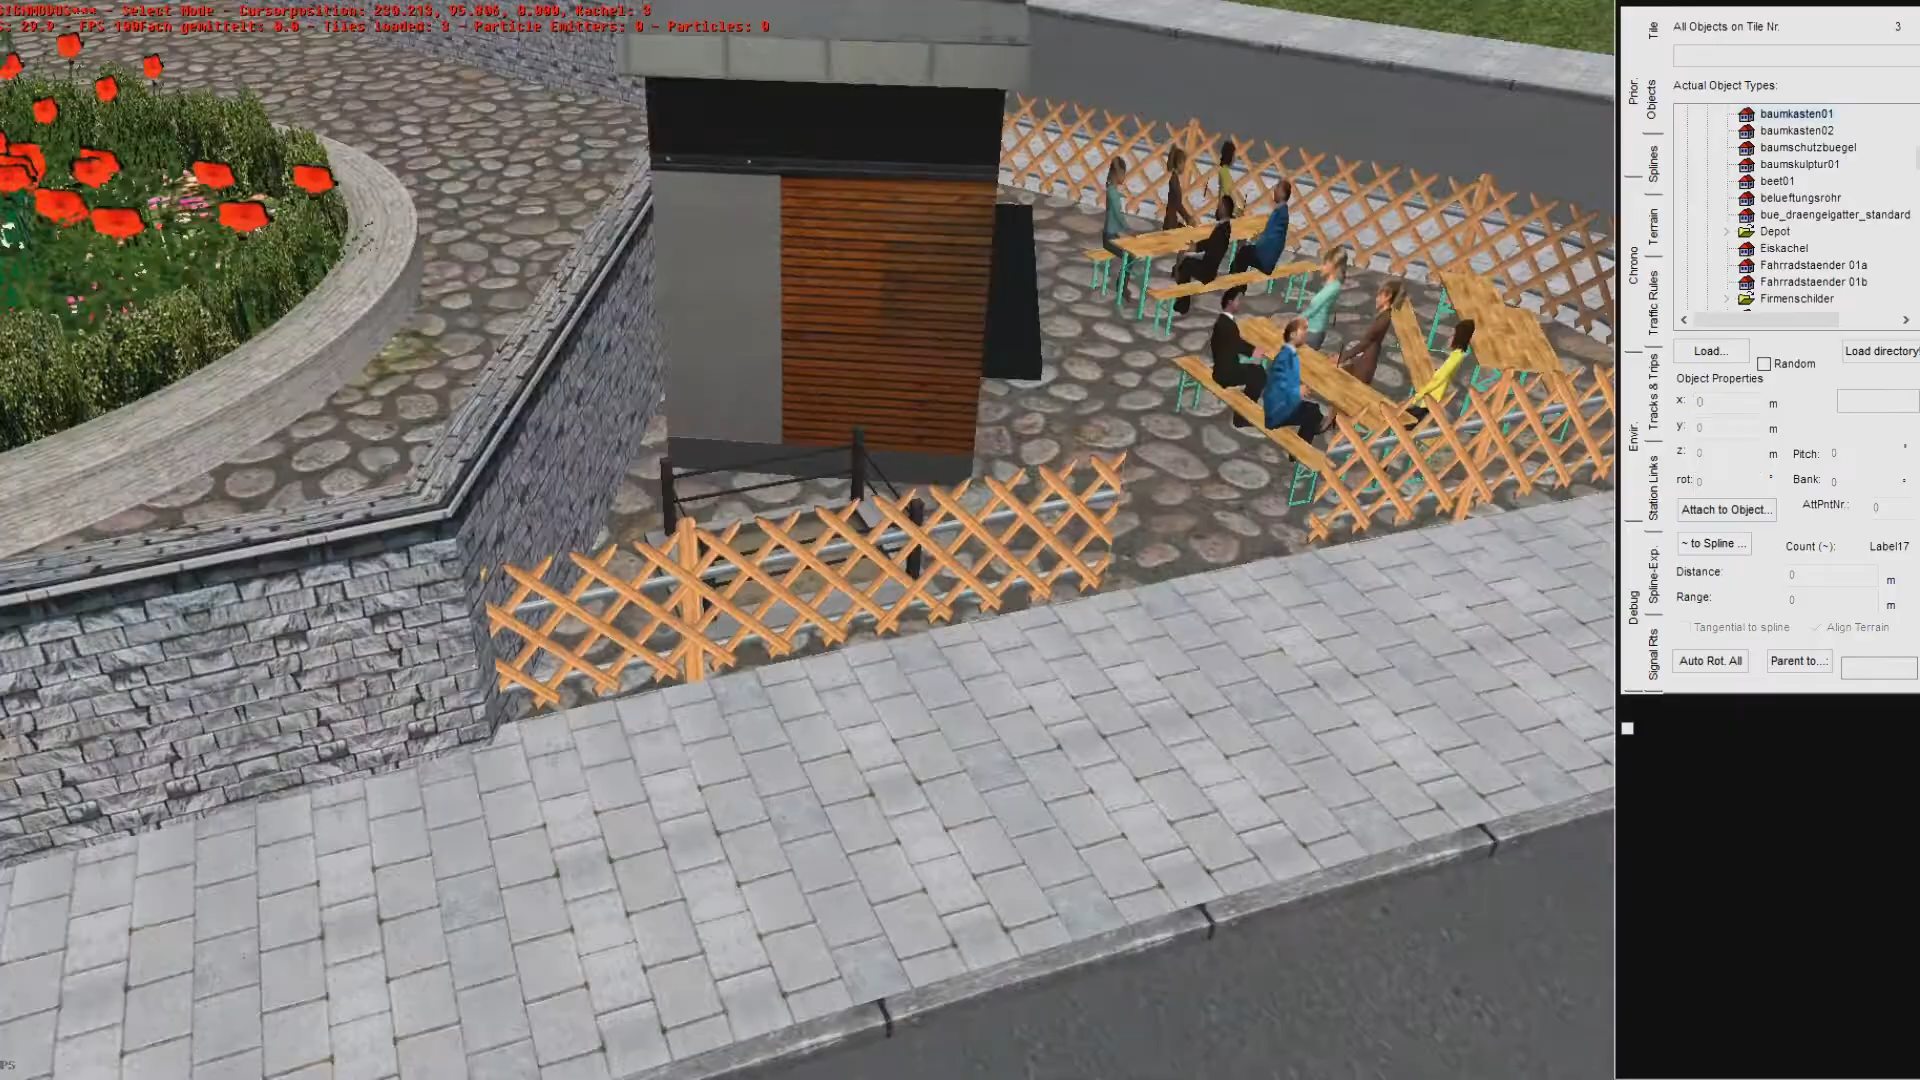 SIGNMODUS*** - Select Mode - Cursorposition: 230.213, 95.806, 0.000, Kachel: 3
: 29.9 - FPS 100Fach gemittelt: 0.0 - Tiles loaded: 3 - Particle Emitters: 0 - Particles: 0
Tile
Prior.
Objects
Splines
Terrain
Chrono
Traffic Rules
Tracks & Trips
Envir.
Station Links
Spline-Exp.
Debug
Signal Rts
All Objects on Tile Nr. 3
Actual Object Types:
baumkasten01
baumkasten02
baumschutzbuegel
baumskulptur01
beet01
belueftungsrohr
bue_draengelgatter_standard
Depot
Eiskachel
Fahrradstaender 01a
Fahrradstaender 01b
Firmenschilder
Load... Random Load directory!
Object Properties
x: 0 m
y: 0 m
z: 0 m Pitch: 0 °
rot: 0 ° Bank: 0 °
Attach to Object... AttPntNr.: 0
~ to Spline ... Count (~): Label17
Distance: 0 m
Range: 0 m
Tangential to spline Align Terrain
Auto Rot. All Parent to...:
PS